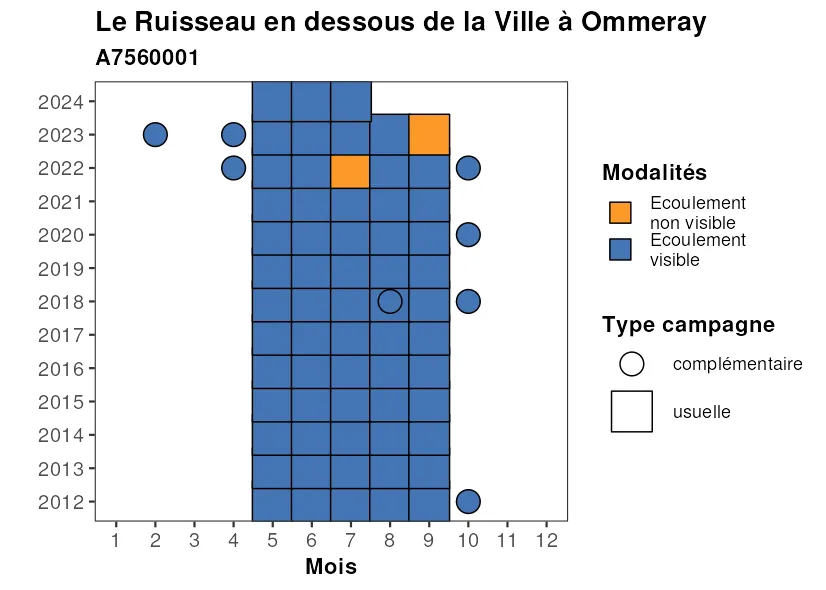 Le Ruisseau en dessous de la Ville à Ommeray
A7560001
2024
2023
2022
2021
2020
2019
2018
2017
2016
2015
2014
2013
2012
1 2 3 4 5 6 7 8 9 10 11 12
Mois
Modalités
Ecoulement
non visible
Ecoulement
visible
Type campagne
complémentaire
usuelle